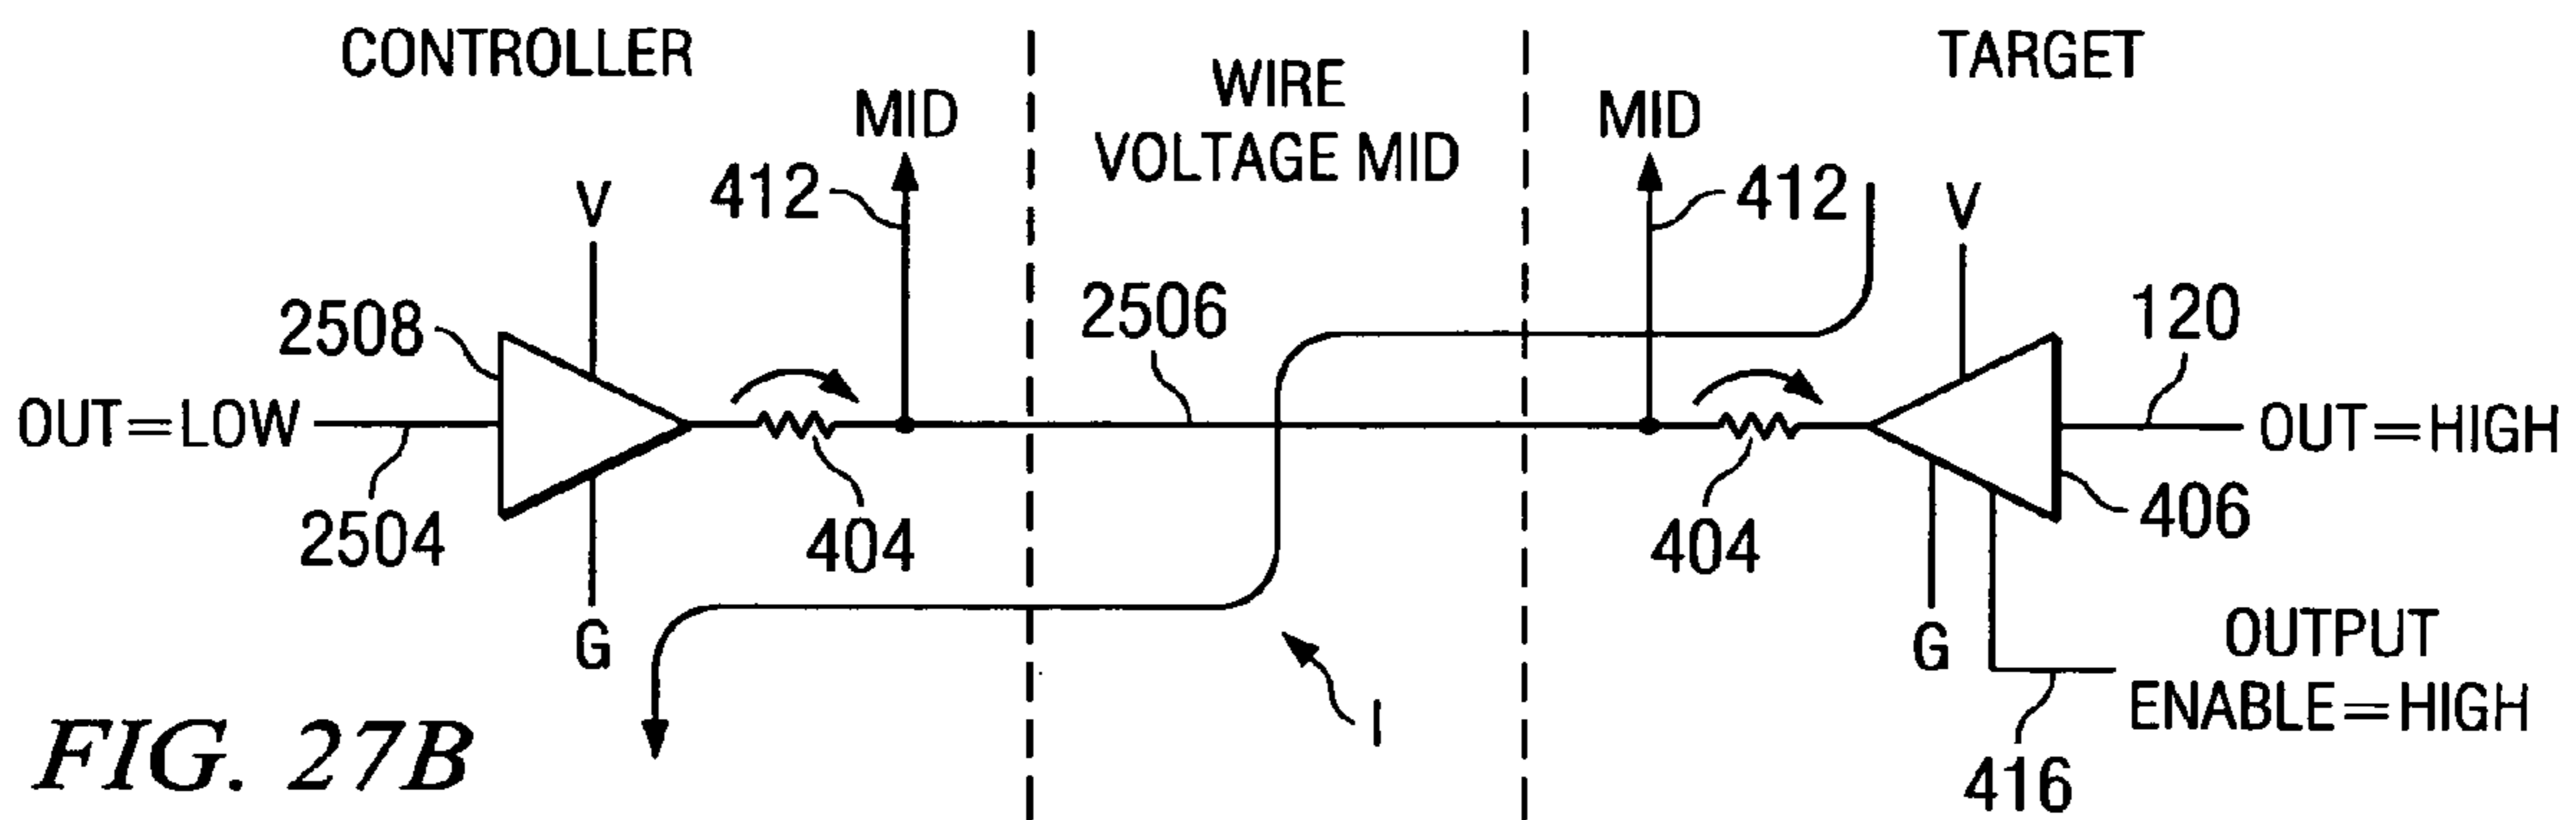 CONTROLLER
WIRE
VOLTAGE MID
TARGET
MID
MID
412
412
V
V
2508
2506
120
OUT=LOW
OUT=HIGH
2504
404
404
406
G
G
OUTPUT
ENABLE=HIGH
I
416
FIG. 27B